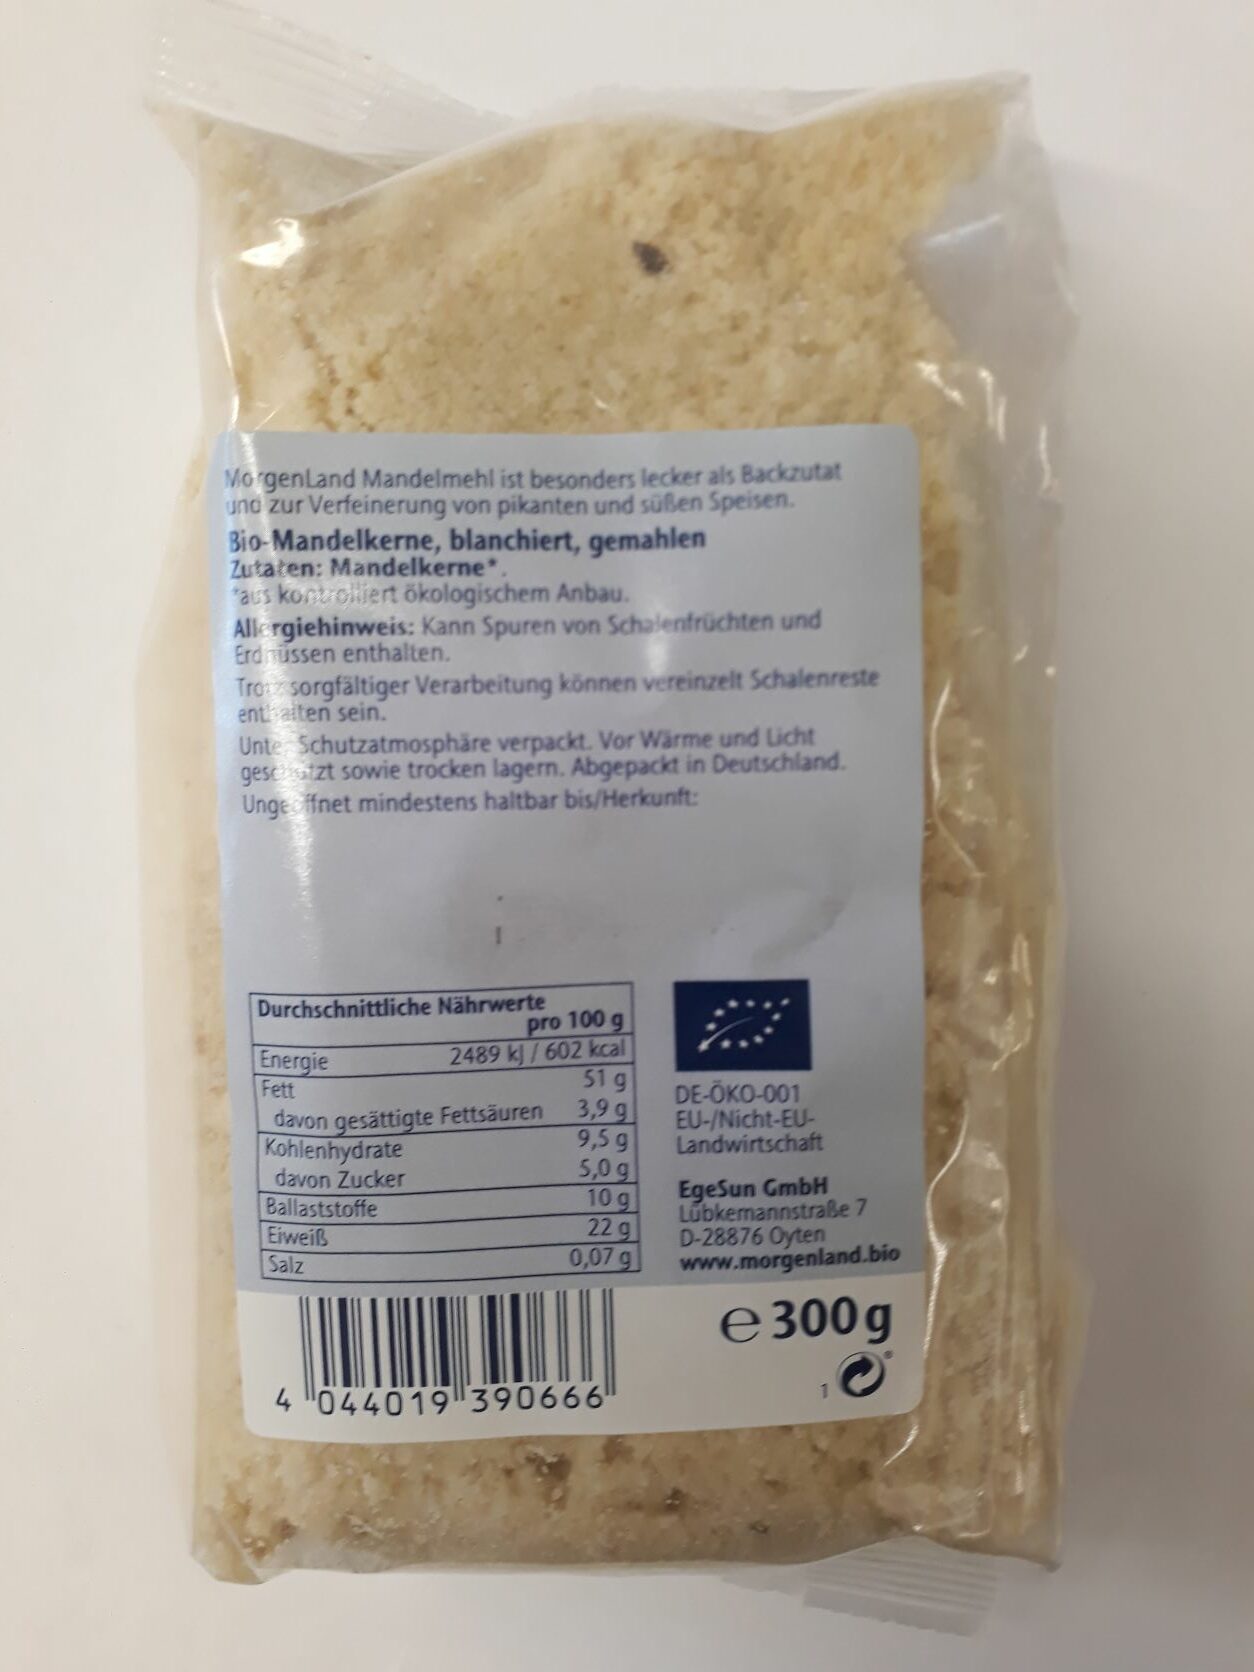 MorgenLand Mandelmehl ist besonders lecker als Backzutat
und zur Verfeinerung von pikanten und süßen Speisen.
Bio-Mandelkerne, blanchiert, gemahlen
Zutaten: Mandelkerne*.
*aus kontrolliert ökologischem Anbau.
Allergiehinweis: Kann Spuren von Schalenfrüchten und
Erdnüssen enthalten.
Trotz sorgfältiger Verarbeitung können vereinzelt Schalenreste
enthalten sein.
Unter Schutzatmosphäre verpackt. Vor Wärme und Licht
geschützt sowie trocken lagern. Abgepackt in Deutschland.
Ungeöffnet mindestens haltbar bis/Herkunft:
Durchschnittliche Nährwerte
pro 100 g
Energie 2489 kJ / 602 kcal
Fett 51 g
davon gesättigte Fettsäuren 3,9 g
Kohlenhydrate 9,5 g
davon Zucker 5,0 g
Ballaststoffe 10 g
Eiweiß 22 g
Salz 0,07 g
DE-ÖKO-001
EU-/Nicht-EU-
Landwirtschaft
EgeSun GmbH
Lübkemannstraße 7
D-28876 Oyten
www.morgenland.bio
4 044019 390666
e 300g
1